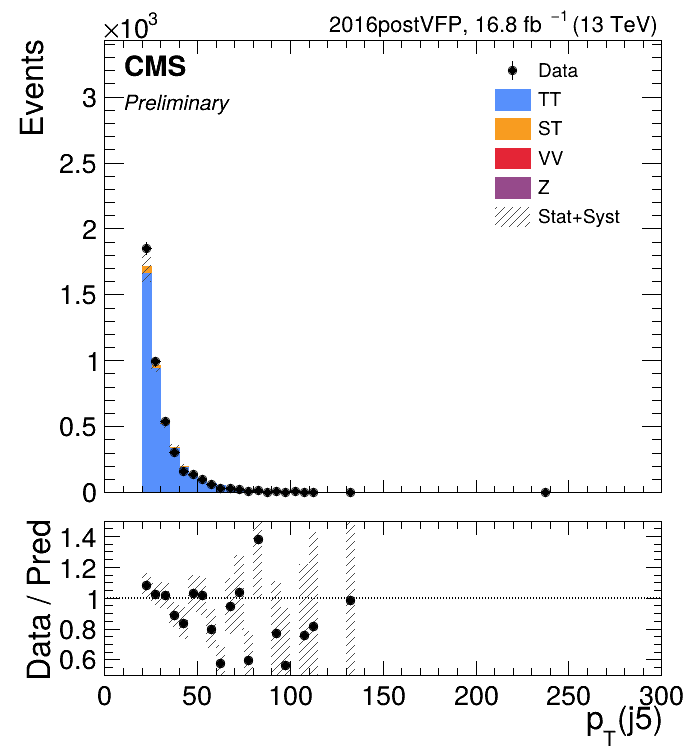 ×10³
2016postVFP, 16.8 fb⁻¹ (13 TeV)
CMS
Preliminary
Events
Data
TT
ST
VV
Z
Stat+Syst
3
2.5
2
1.5
1
0.5
0
Data / Pred
1.4
1.2
1
0.8
0.6
0 50 100 150 200 250 300
p_T(j5)